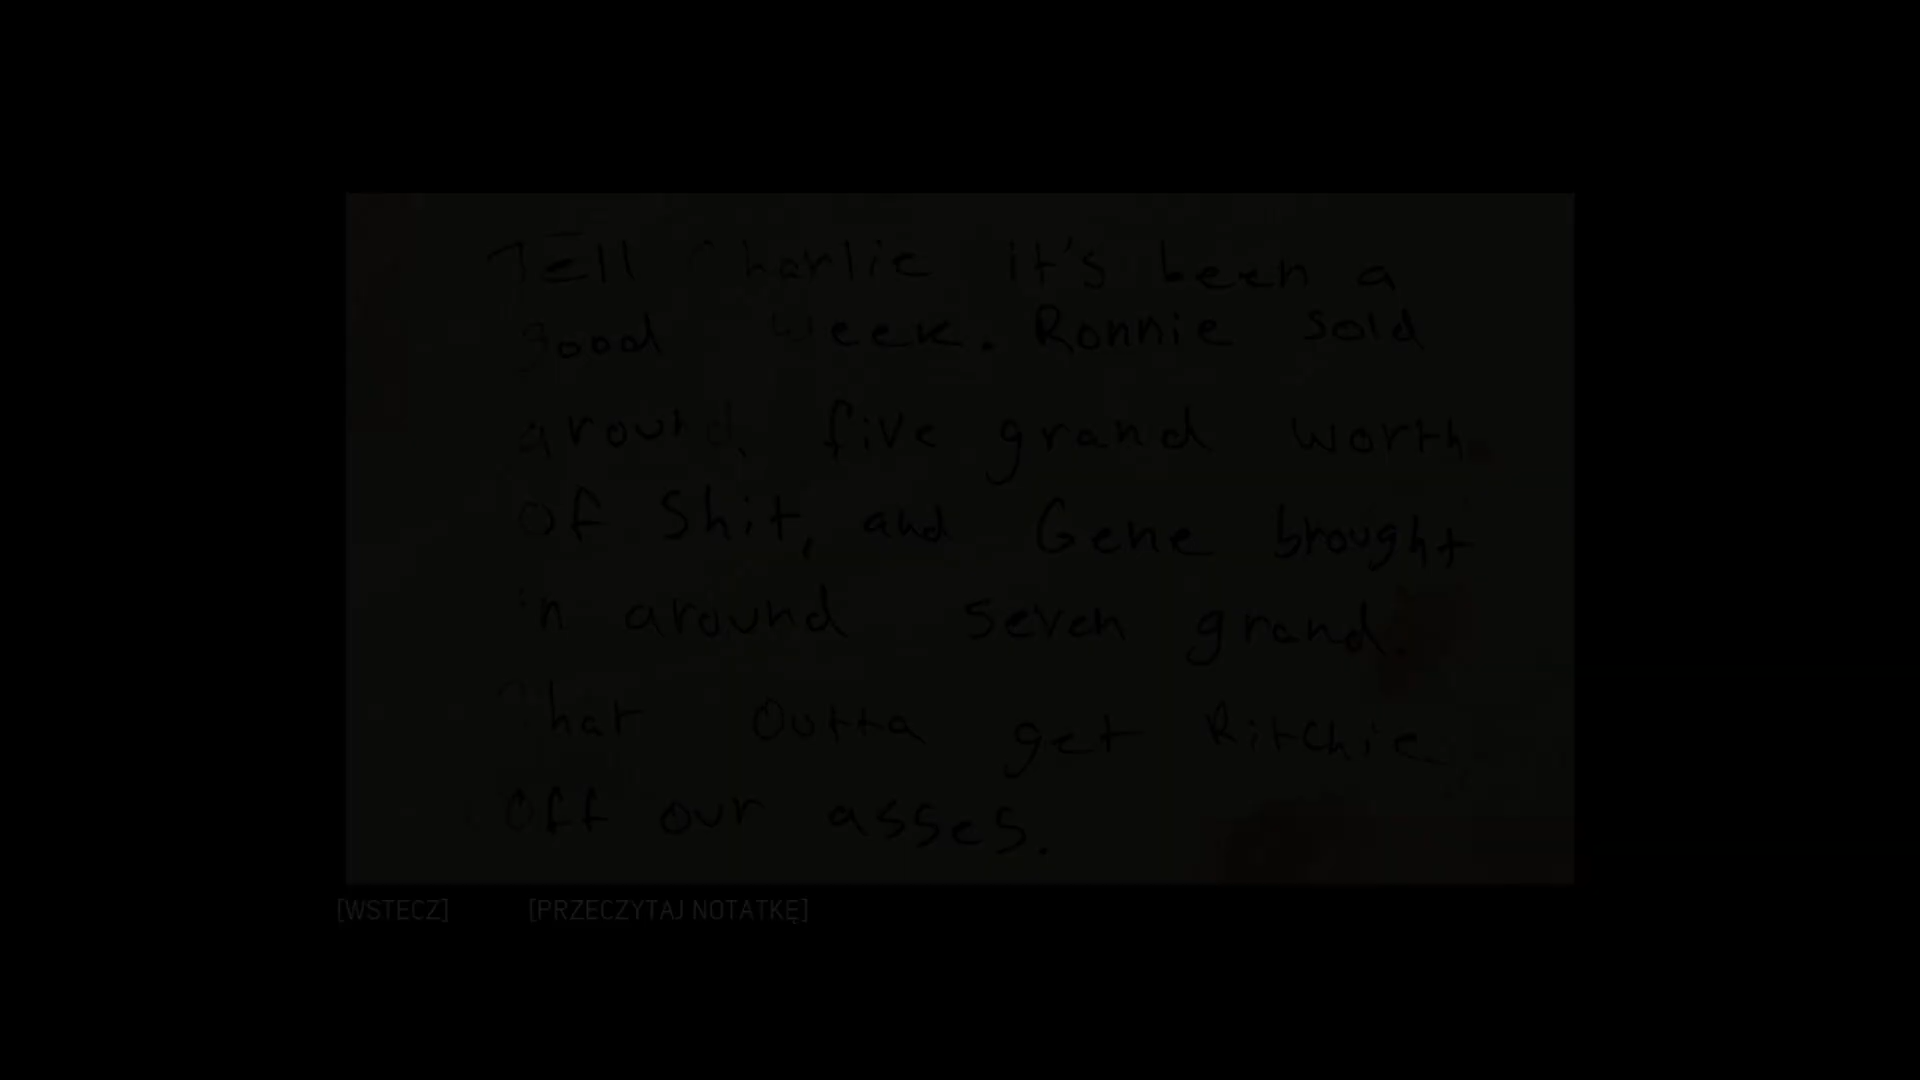 Tell Charlie it's been a
good week. Ronnie sold
around five grand worth
Of Shit, and Gene brought
in around seven grand.
That Outta get Ritchie
Off our asses.
[WSTECZ] [PRZECZYTAJ NOTATKĘ]